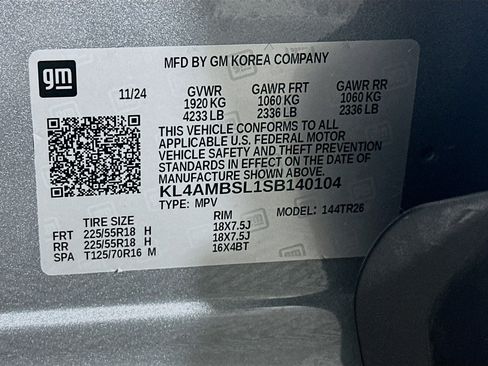 gm
MFD BY GM KOREA COMPANY
11/24 GVWR GAWR FRT GAWR RR
1920 KG 1060 KG 1060 KG
4233 LB 2336 LB 2336 LB
THIS VEHICLE CONFORMS TO ALL
APPLICABLE U.S. FEDERAL MOTOR
VEHICLE SAFETY AND THEFT PREVENTION
STANDARDS IN EFFECT ON THE DATE OF
MANUFACTURE SHOWN ABOVE.
KL4AMBSL1SB140104
TYPE: MPV MODEL: 144TR26
TIRE SIZE RIM
FRT 225/55R18 H 18X7.5J
RR 225/55R18 H 18X7.5J
SPA T125/70R16 M 16X4BT